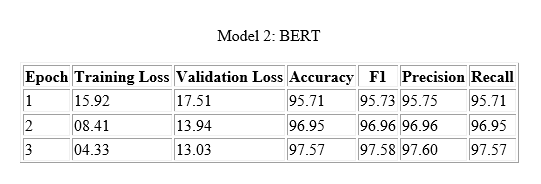 Model 2: BERT
Epoch Training Loss Validation Loss Accuracy F1 Precision Recall
1 15.92 17.51 95.71 95.73 95.75 95.71
2 08.41 13.94 96.95 96.96 96.96 96.95
3 04.33 13.03 97.57 97.58 97.60 97.57